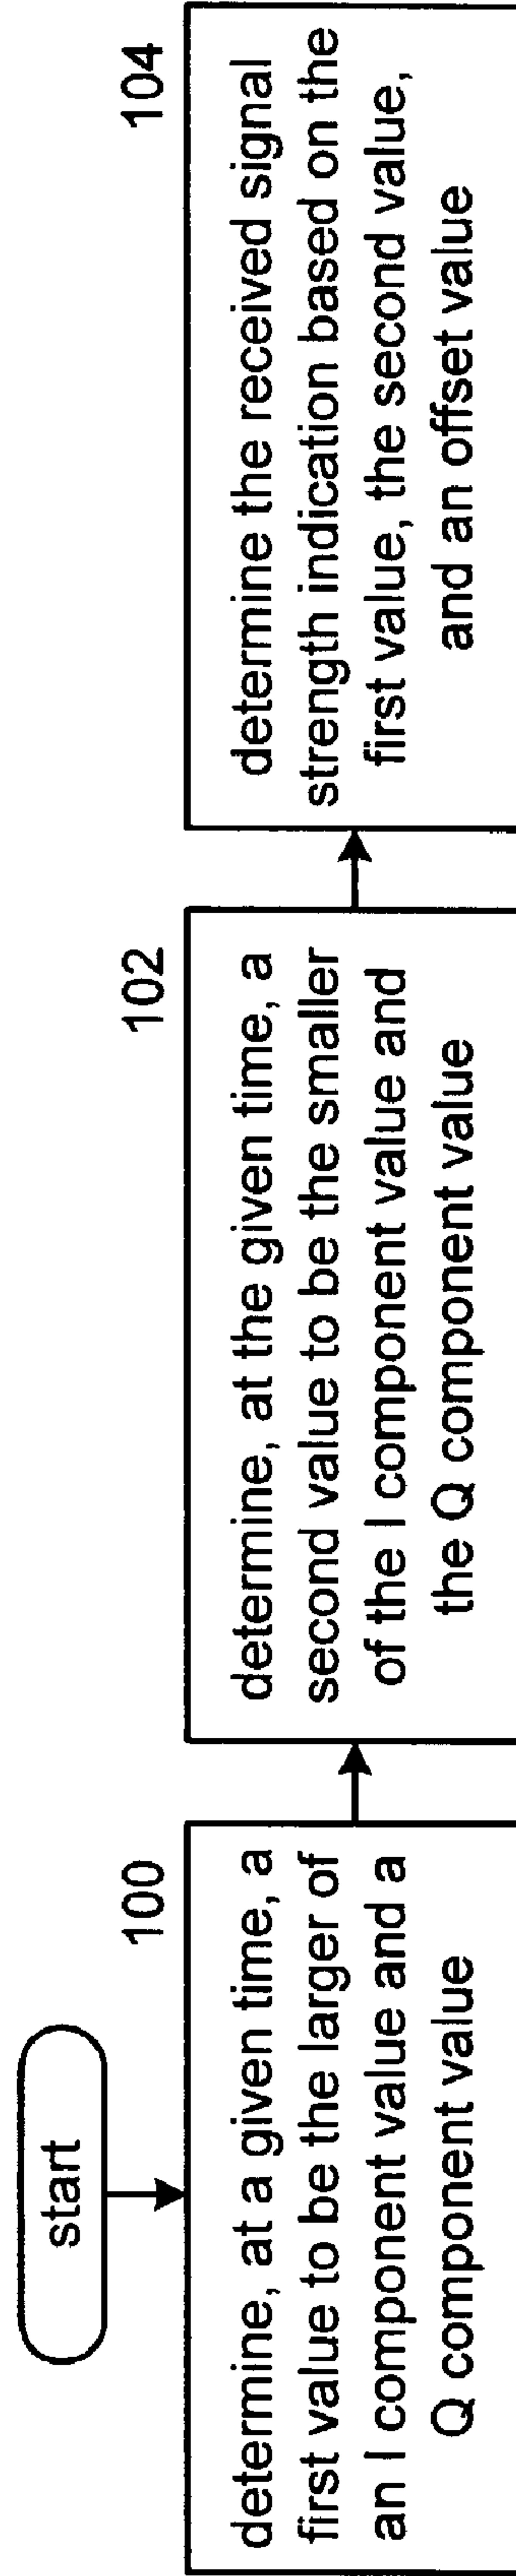 start
100
determine, at a given time, a
first value to be the larger of
an I component value and a
Q component value
102
determine, at the given time, a
second value to be the smaller
of the I component value and
the Q component value
104
determine the received signal
strength indication based on the
first value, the second value,
and an offset value